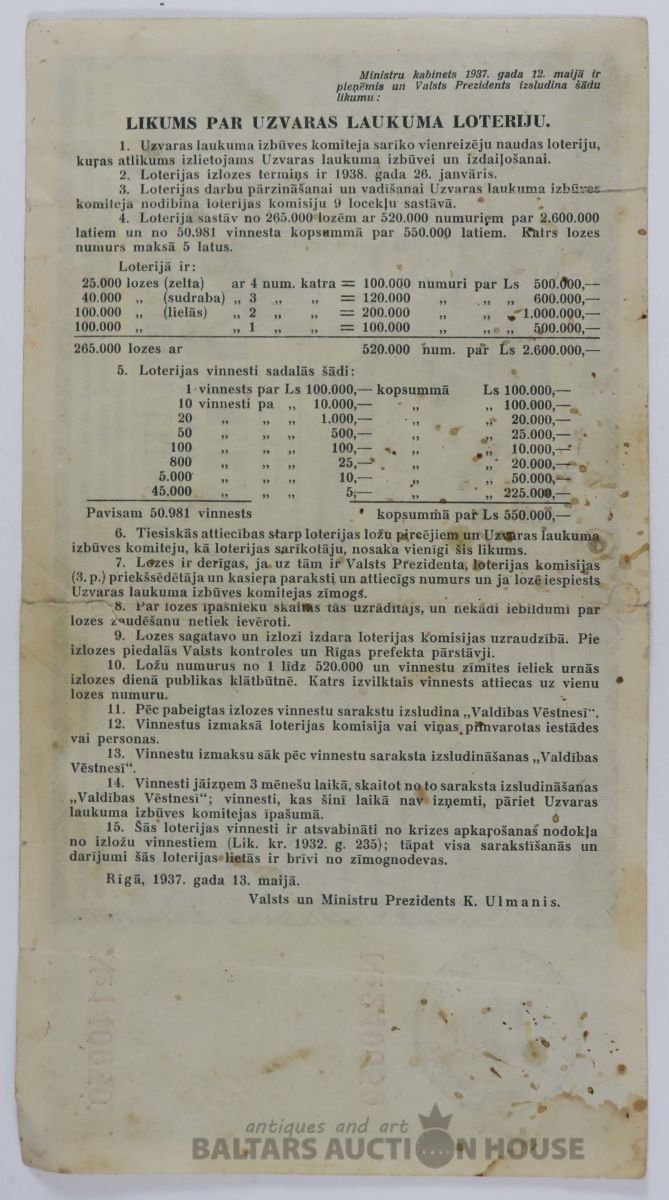 Ministru kabinets 1937. gada 12. maijā ir
pieņēmis un Valsts Prezidents izsludina šādu
likumu:
LIKUMS PAR UZVARAS LAUKUMA LOTERIJU.
1. Uzvaras laukuma izbūves komiteja sarīko vienreizēju naudas loteriju,
kuŗas atlikums izlietojams Uzvaras laukuma izbūvei un izdaiļošanai.
2. Loterijas izlozes termiņs ir 1938. gada 26. janvāris.
3. Loterijas darbu pārzināšanai un vadīšanai Uzvaras laukuma izbūves
komiteja nodibina loterijas komisiju 9 locekļu sastāvā.
4. Loterija sastāv no 265.000 lozēm ar 520.000 numuriem par 2.600.000
latiem un no 50.981 vinnesta kopsummā par 550.000 latiem. Katrs lozes
numurs maksā 5 latus.
Loterijā ir:
25.000 lozes (zelta) ar 4 num. katra = 100.000 numuri par Ls 500.000,—
40.000 „ (sudraba) „ 3 „ „ = 120.000 „ „ „ 600.000,—
100.000 „ (lielās) „ 2 „ „ = 200.000 „ „ „ 1.000.000,—
100.000 „ „ 1 „ „ = 100.000 „ „ „ 500.000,—
265.000 lozes ar 520.000 num. par Ls 2.600.000,—
5. Loterijas vinnesti sadalās šādi:
1 vinnests par Ls 100.000,— kopsummā Ls 100.000,—
10 vinnesti pa „ 10.000,— „ „ 100.000,—
20 „ „ „ 1.000,— „ „ 20.000,—
50 „ „ „ 500,— „ „ 25.000,—
100 „ „ „ 100,— „ „ 10.000,—
800 „ „ „ 25,— „ „ 20.000,—
5.000 „ „ „ 10,— „ „ 50.000,—
45.000 „ „ „ 5,— „ „ 225.000,—
Pavisam 50.981 vinnests kopsummā par Ls 550.000,—
6. Tiesiskās attiecības starp loterijas ložu pircējiem un Uzvaras laukuma
izbūves komiteju, kā loterijas sarīkotāju, nosaka vienīgi šis likums.
7. Lozes ir derīgas, ja uz tām ir Valsts Prezidenta, loterijas komisijas
(3. p.) priekšsēdētāja un kasieŗa paraksti un attiecīgs numurs un ja lozē iespiests
Uzvaras laukuma izbūves komitejas zīmogs.
8. Par lozes īpašnieku skaitās tās uzrādītājs, un nekādi iebildumi par
lozes zaudēšanu netiek ievēroti.
9. Lozes sagatavo un izlozi izdara loterijas komisijas uzraudzībā. Pie
izlozes piedalās Valsts kontroles un Rīgas prefekta pārstāvji.
10. Ložu numurus no 1 līdz 520.000 un vinnestu zīmītes ieliek urnās
izlozes dienā publikas klātbūtnē. Katrs izvilktais vinnests attiecas uz vienu
lozes numuru.
11. Pēc pabeigtas izlozes vinnestu sarakstu izsludina „Valdības Vēstnesī“.
12. Vinnestus izmaksā loterijas komisija vai viņas pilnvarotas iestādes
vai personas.
13. Vinnestu izmaksu sāk pēc vinnestu saraksta izsludināšanas „Valdības
Vēstnesī“.
14. Vinnesti jāizņem 3 mēnešu laikā, skaitot no to saraksta izsludināšanas
„Valdības Vēstnesī“; vinnesti, kas šinī laikā nav izņemti, pāriet Uzvaras
laukuma izbūves komitejas īpašumā.
15. Šās loterijas vinnesti ir atsvabināti no krizes apkaŗošanas nodokļa
no izložu vinnestiem (Lik. kr. 1932. g. 235); tāpat visa sarakstīšanās un
darījumi šās loterijas lietās ir brīvi no zīmognodevas.
Rīgā, 1937. gada 13. maijā.
Valsts un Ministru Prezidents K. Ulmanis.
antiques and art
BALTARS AUCTION HOUSE